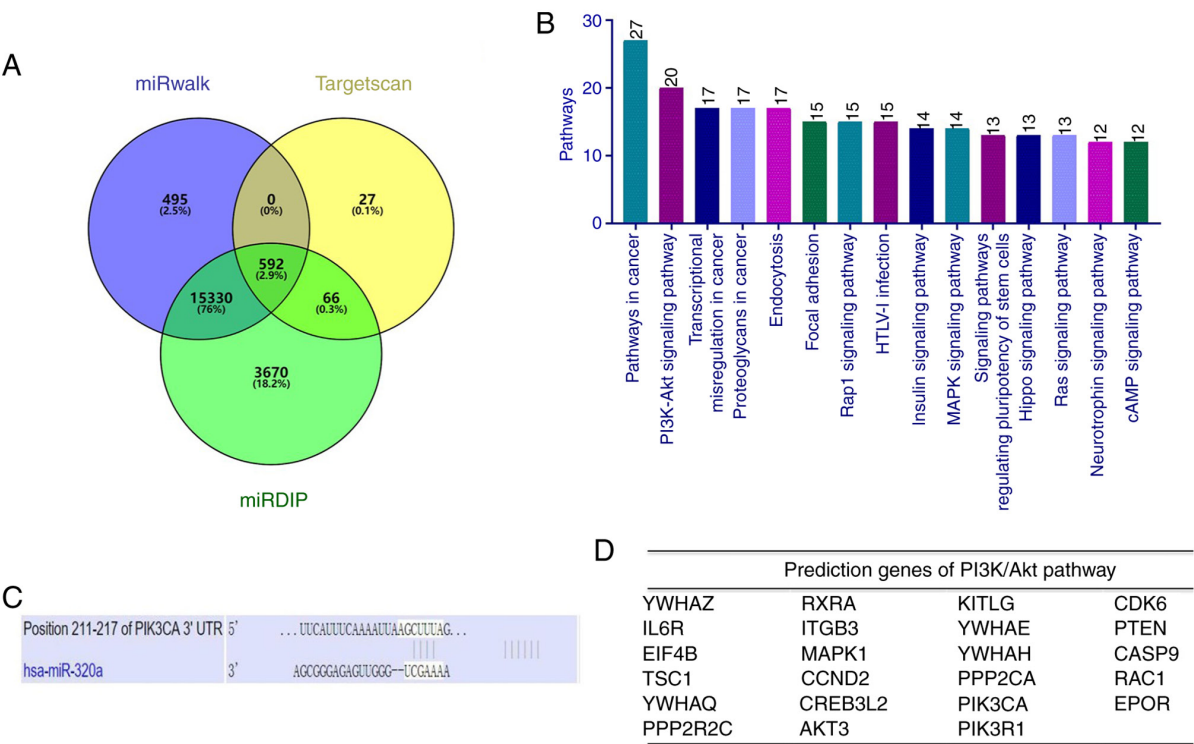 A
miRwalk
Targetscan
495
(2.5%)
0
(0%)
27
(0.1%)
592
(2.9%)
15330
(76%)
66
(0.3%)
3670
(18.2%)
miRDIP
B
Pathways
30
20
10
0
27
20
17
17
17
15
15
15
14
14
13
13
13
12
12
Pathways in cancer
PI3K-Akt signaling pathway
Transcriptional
misregulation in cancer
Proteoglycans in cancer
Endocytosis
Focal adhesion
Rap1 signaling pathway
HTLV-I infection
Insulin signaling pathway
MAPK signaling pathway
Signaling pathways
regulating pluripotency of stem cells
Hippo signaling pathway
Ras signaling pathway
Neurotrophin signaling pathway
cAMP signaling pathway
C
Position 211-217 of PIK3CA 3' UTR 5' ...UUCAUUUCAAAAUUAAGCUUUAG...
hsa-miR-320a 3' AGCGGGAGAGUUGGG--UCGAAAA
D
Prediction genes of PI3K/Akt pathway
YWHAZ RXRA KITLG CDK6
IL6R ITGB3 YWHAE PTEN
EIF4B MAPK1 YWHAH CASP9
TSC1 CCND2 PPP2CA RAC1
YWHAQ CREB3L2 PIK3CA EPOR
PPP2R2C AKT3 PIK3R1